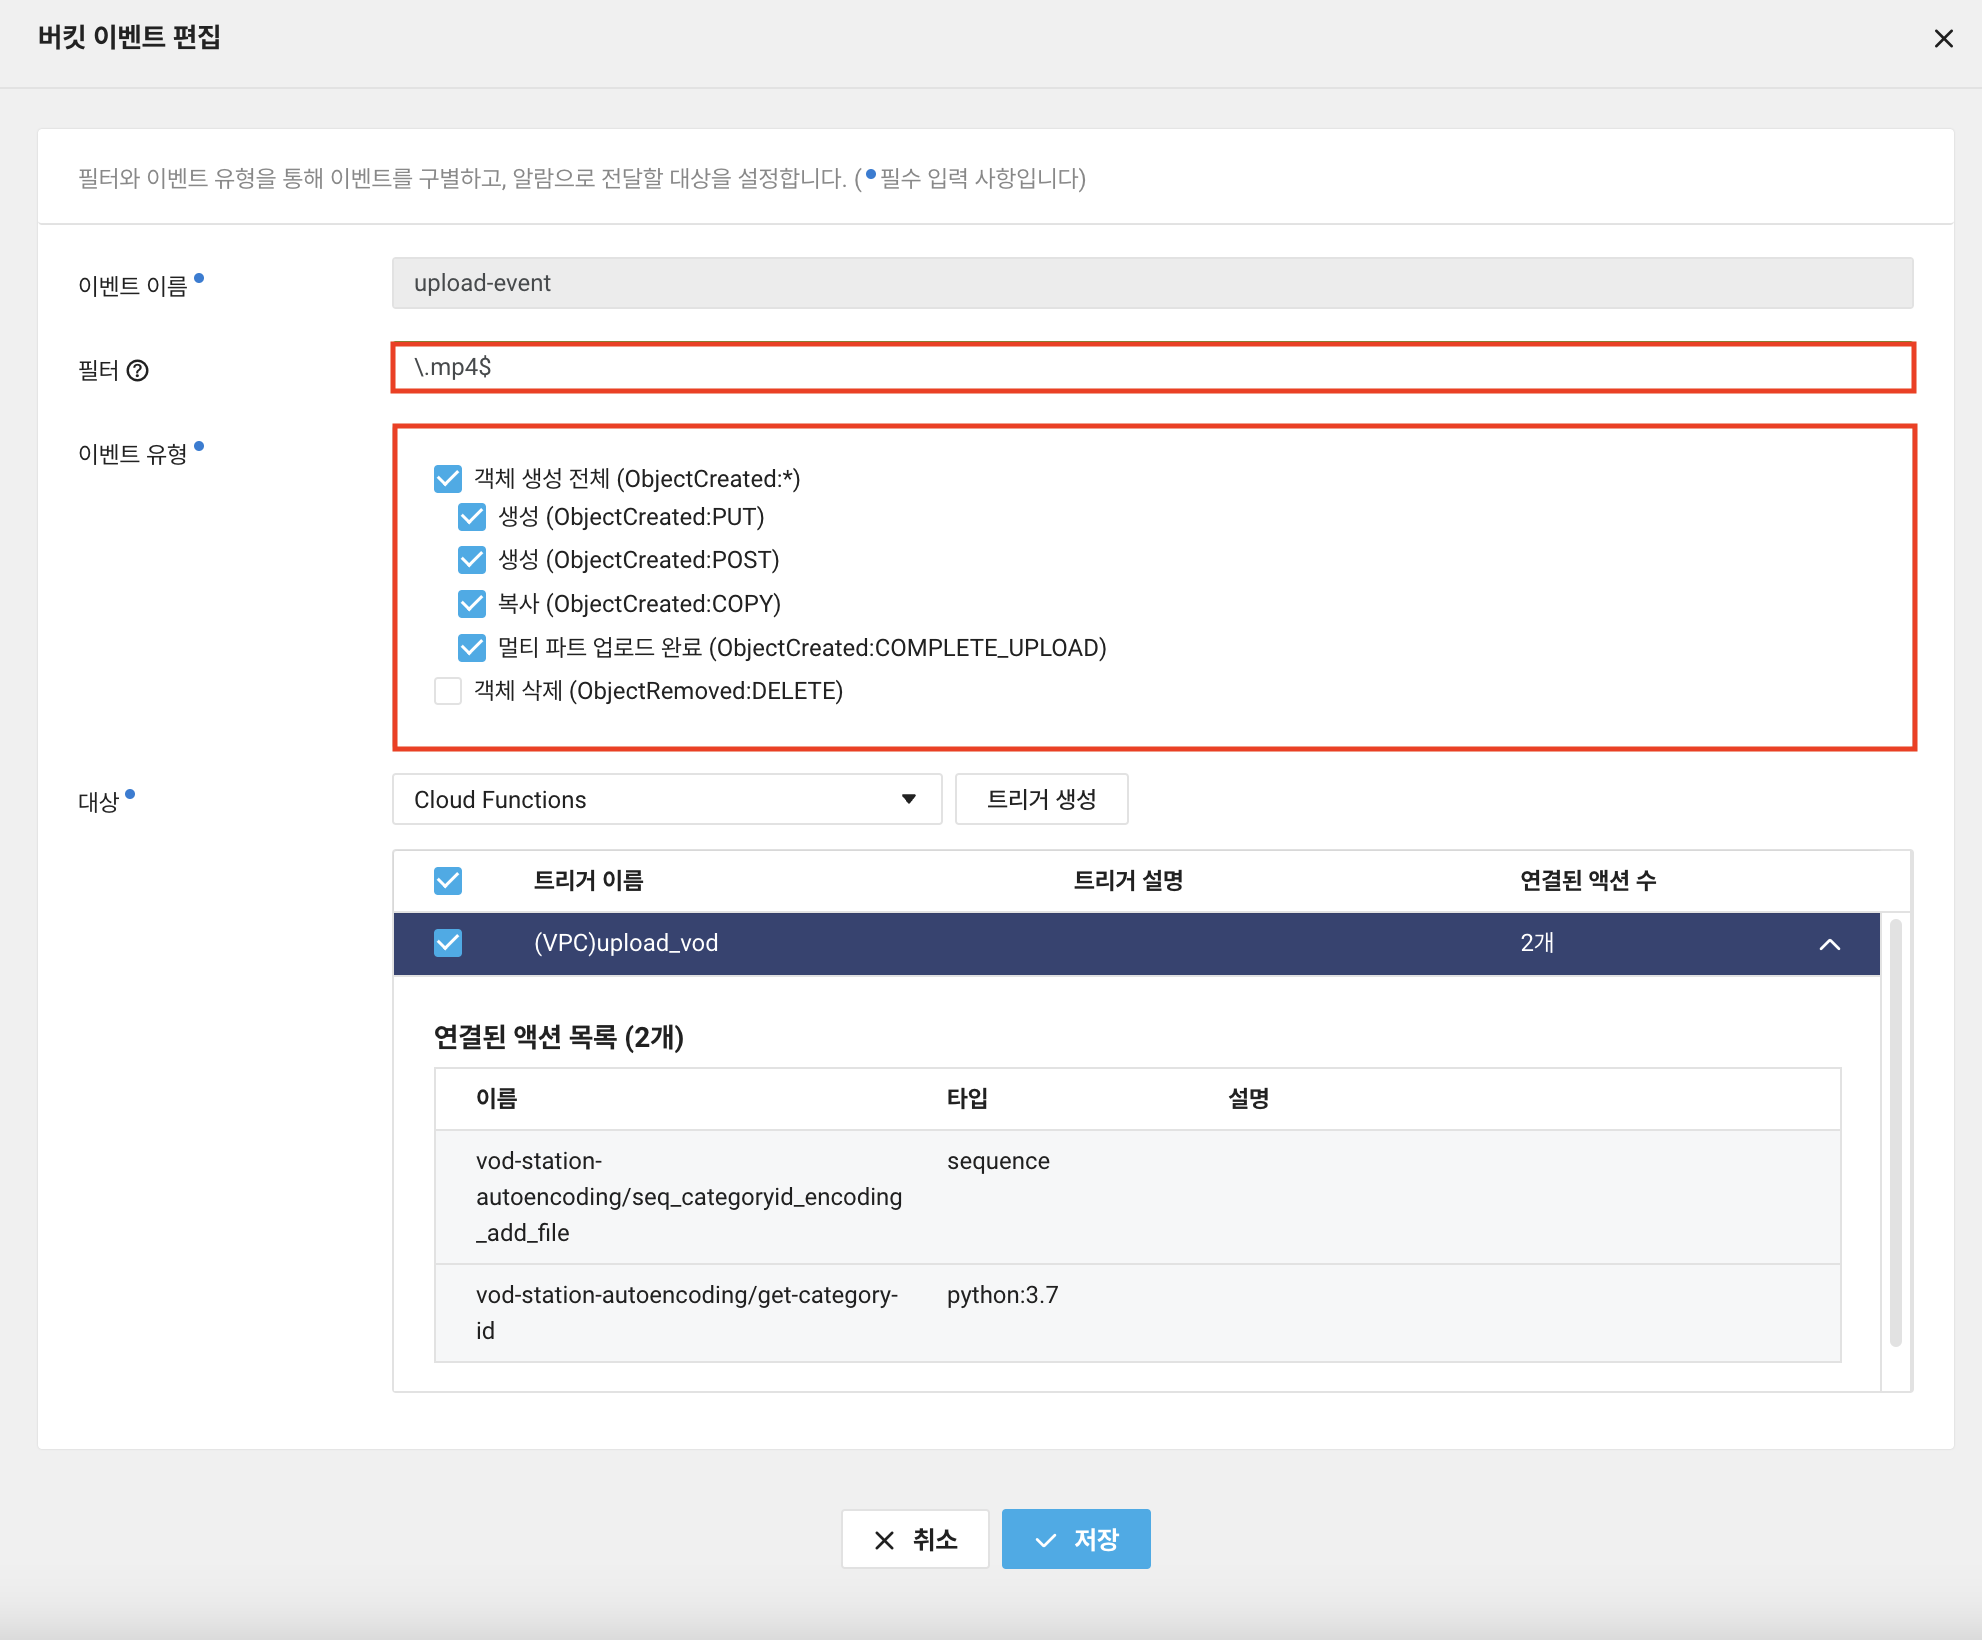 버킷 이벤트 편집
필터와 이벤트 유형을 통해 이벤트를 구별하고, 알람으로 전달할 대상을 설정합니다. ( 필수 입력 사항입니다)
이벤트 이름
upload-event
필터 ?
\.mp4$
이벤트 유형
객체 생성 전체 (ObjectCreated:*)
생성 (ObjectCreated:PUT)
생성 (ObjectCreated:POST)
복사 (ObjectCreated:COPY)
멀티 파트 업로드 완료 (ObjectCreated:COMPLETE_UPLOAD)
객체 삭제 (ObjectRemoved:DELETE)
대상
Cloud Functions
트리거 생성
트리거 이름 트리거 설명 연결된 액션 수
(VPC)upload_vod 2개
연결된 액션 목록 (2개)
이름 타입 설명
vod-station- sequence
autoencoding/seq_categoryid_encoding
_add_file
vod-station-autoencoding/get-category- python:3.7
id
취소 저장